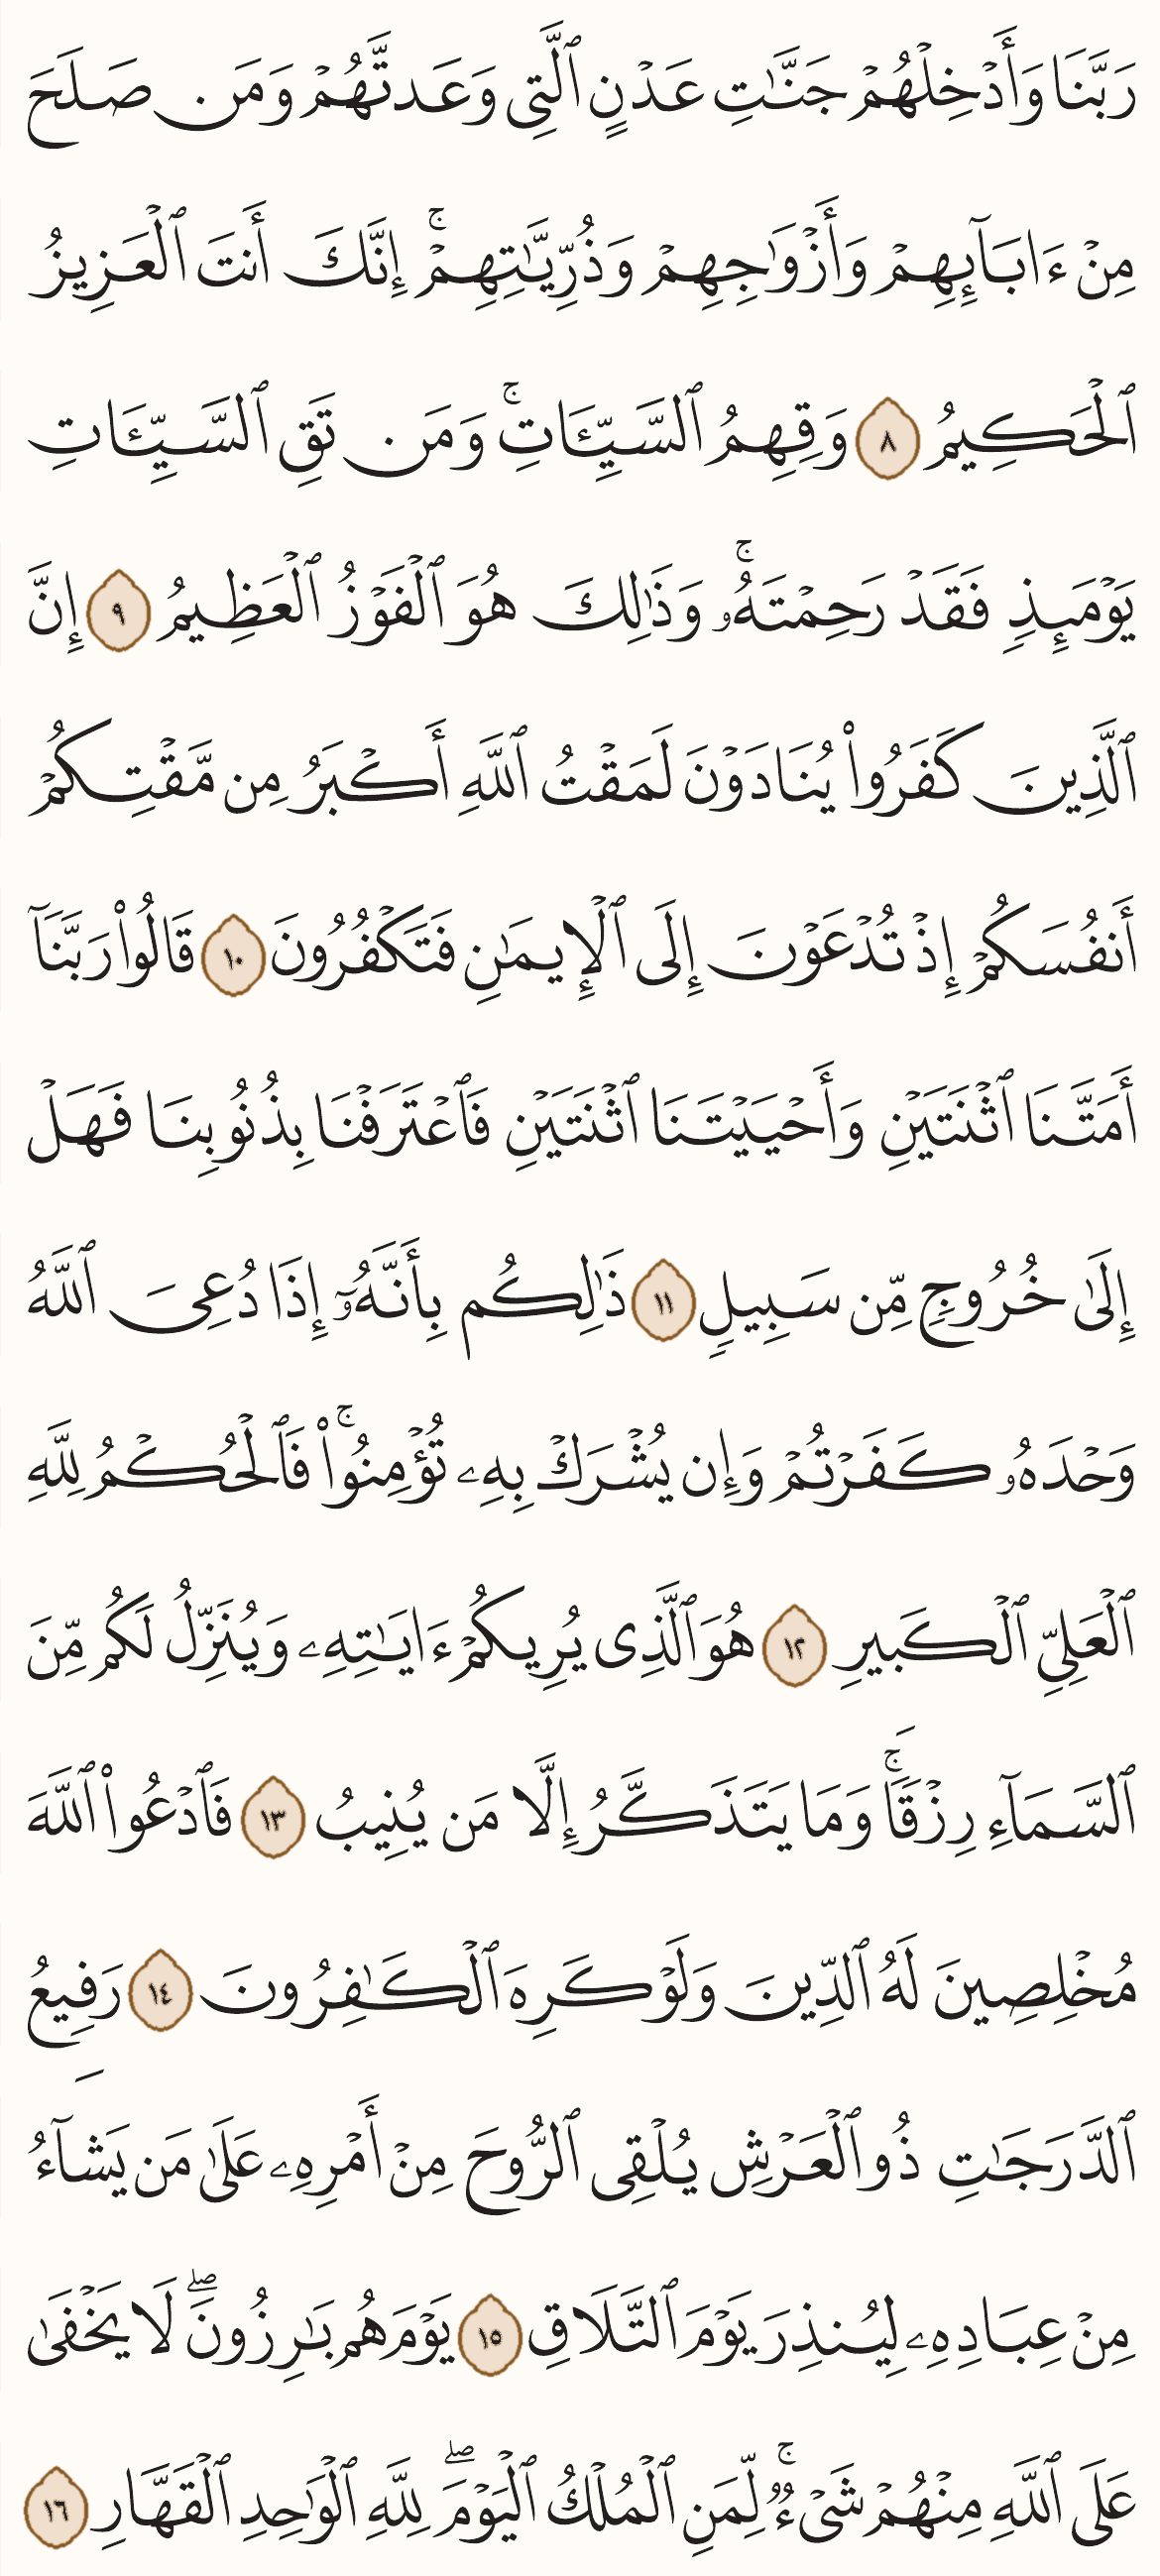 رَبَّنَا وَأَدۡخِلۡهُمۡ جَنَّٰتِ عَدۡنٍ ٱلَّتِي وَعَدتَّهُمۡ وَمَن صَلَحَ
مِنۡ ءَابَآئِهِمۡ وَأَزۡوَٰجِهِمۡ وَذُرِّيَّٰتِهِمۡۚ إِنَّكَ أَنتَ ٱلۡعَزِيزُ
ٱلۡحَكِيمُ ٨ وَقِهِمُ ٱلسَّيِّـَٔاتِۚ وَمَن تَقِ ٱلسَّيِّـَٔاتِ
يَوۡمَئِذٖ فَقَدۡ رَحِمۡتَهُۥۚ وَذَٰلِكَ هُوَ ٱلۡفَوۡزُ ٱلۡعَظِيمُ ٩ إِنَّ
ٱلَّذِينَ كَفَرُواْ يُنَادَوۡنَ لَمَقۡتُ ٱللَّهِ أَكۡبَرُ مِن مَّقۡتِكُمۡ
أَنفُسَكُمۡ إِذۡ تُدۡعَوۡنَ إِلَى ٱلۡإِيمَٰنِ فَتَكۡفُرُونَ ١٠ قَالُواْ رَبَّنَآ
أَمَتَّنَا ٱثۡنَتَيۡنِ وَأَحۡيَيۡتَنَا ٱثۡنَتَيۡنِ فَٱعۡتَرَفۡنَا بِذُنُوبِنَا فَهَلۡ
إِلَىٰ خُرُوجٖ مِّن سَبِيلٖ ١١ ذَٰلِكُم بِأَنَّهُۥٓ إِذَا دُعِيَ ٱللَّهُ
وَحۡدَهُۥ كَفَرۡتُمۡ وَإِن يُشۡرَكۡ بِهِۦ تُؤۡمِنُواْۚ فَٱلۡحُكۡمُ لِلَّهِ
ٱلۡعَلِيِّ ٱلۡكَبِيرِ ١٢ هُوَ ٱلَّذِي يُرِيكُمۡ ءَايَٰتِهِۦ وَيُنَزِّلُ لَكُم مِّنَ
ٱلسَّمَآءِ رِزۡقٗاۚ وَمَا يَتَذَكَّرُ إِلَّا مَن يُنِيبُ ١٣ فَٱدۡعُواْ ٱللَّهَ
مُخۡلِصِينَ لَهُ ٱلدِّينَ وَلَوۡ كَرِهَ ٱلۡكَٰفِرُونَ ١٤ رَفِيعُ
ٱلدَّرَجَٰتِ ذُو ٱلۡعَرۡشِ يُلۡقِي ٱلرُّوحَ مِنۡ أَمۡرِهِۦ عَلَىٰ مَن يَشَآءُ
مِنۡ عِبَادِهِۦ لِيُنذِرَ يَوۡمَ ٱلتَّلَاقِ ١٥ يَوۡمَ هُم بَٰرِزُونَۖ لَا يَخۡفَىٰ
عَلَى ٱللَّهِ مِنۡهُمۡ شَيۡءٞۚ لِّمَنِ ٱلۡمُلۡكُ ٱلۡيَوۡمَۖ لِلَّهِ ٱلۡوَٰحِدِ ٱلۡقَهَّارِ ١٦